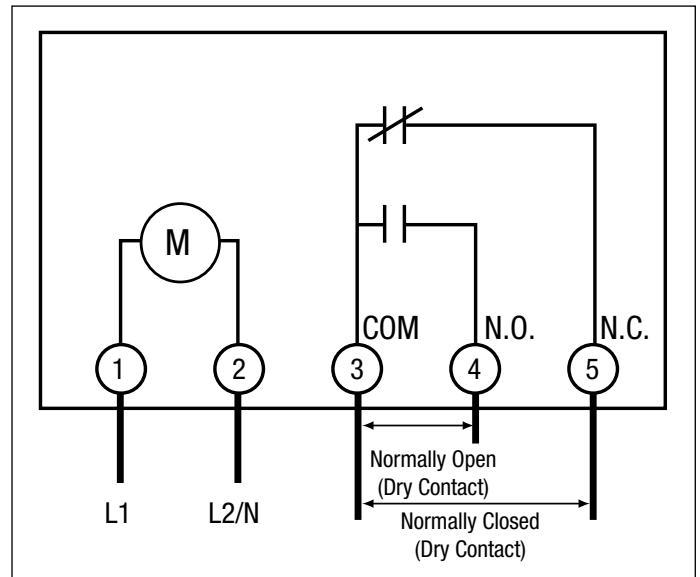 M
COM N.O. N.C.
1 2 3 4 5
Normally Open
(Dry Contact)
L1 L2/N
Normally Closed
(Dry Contact)